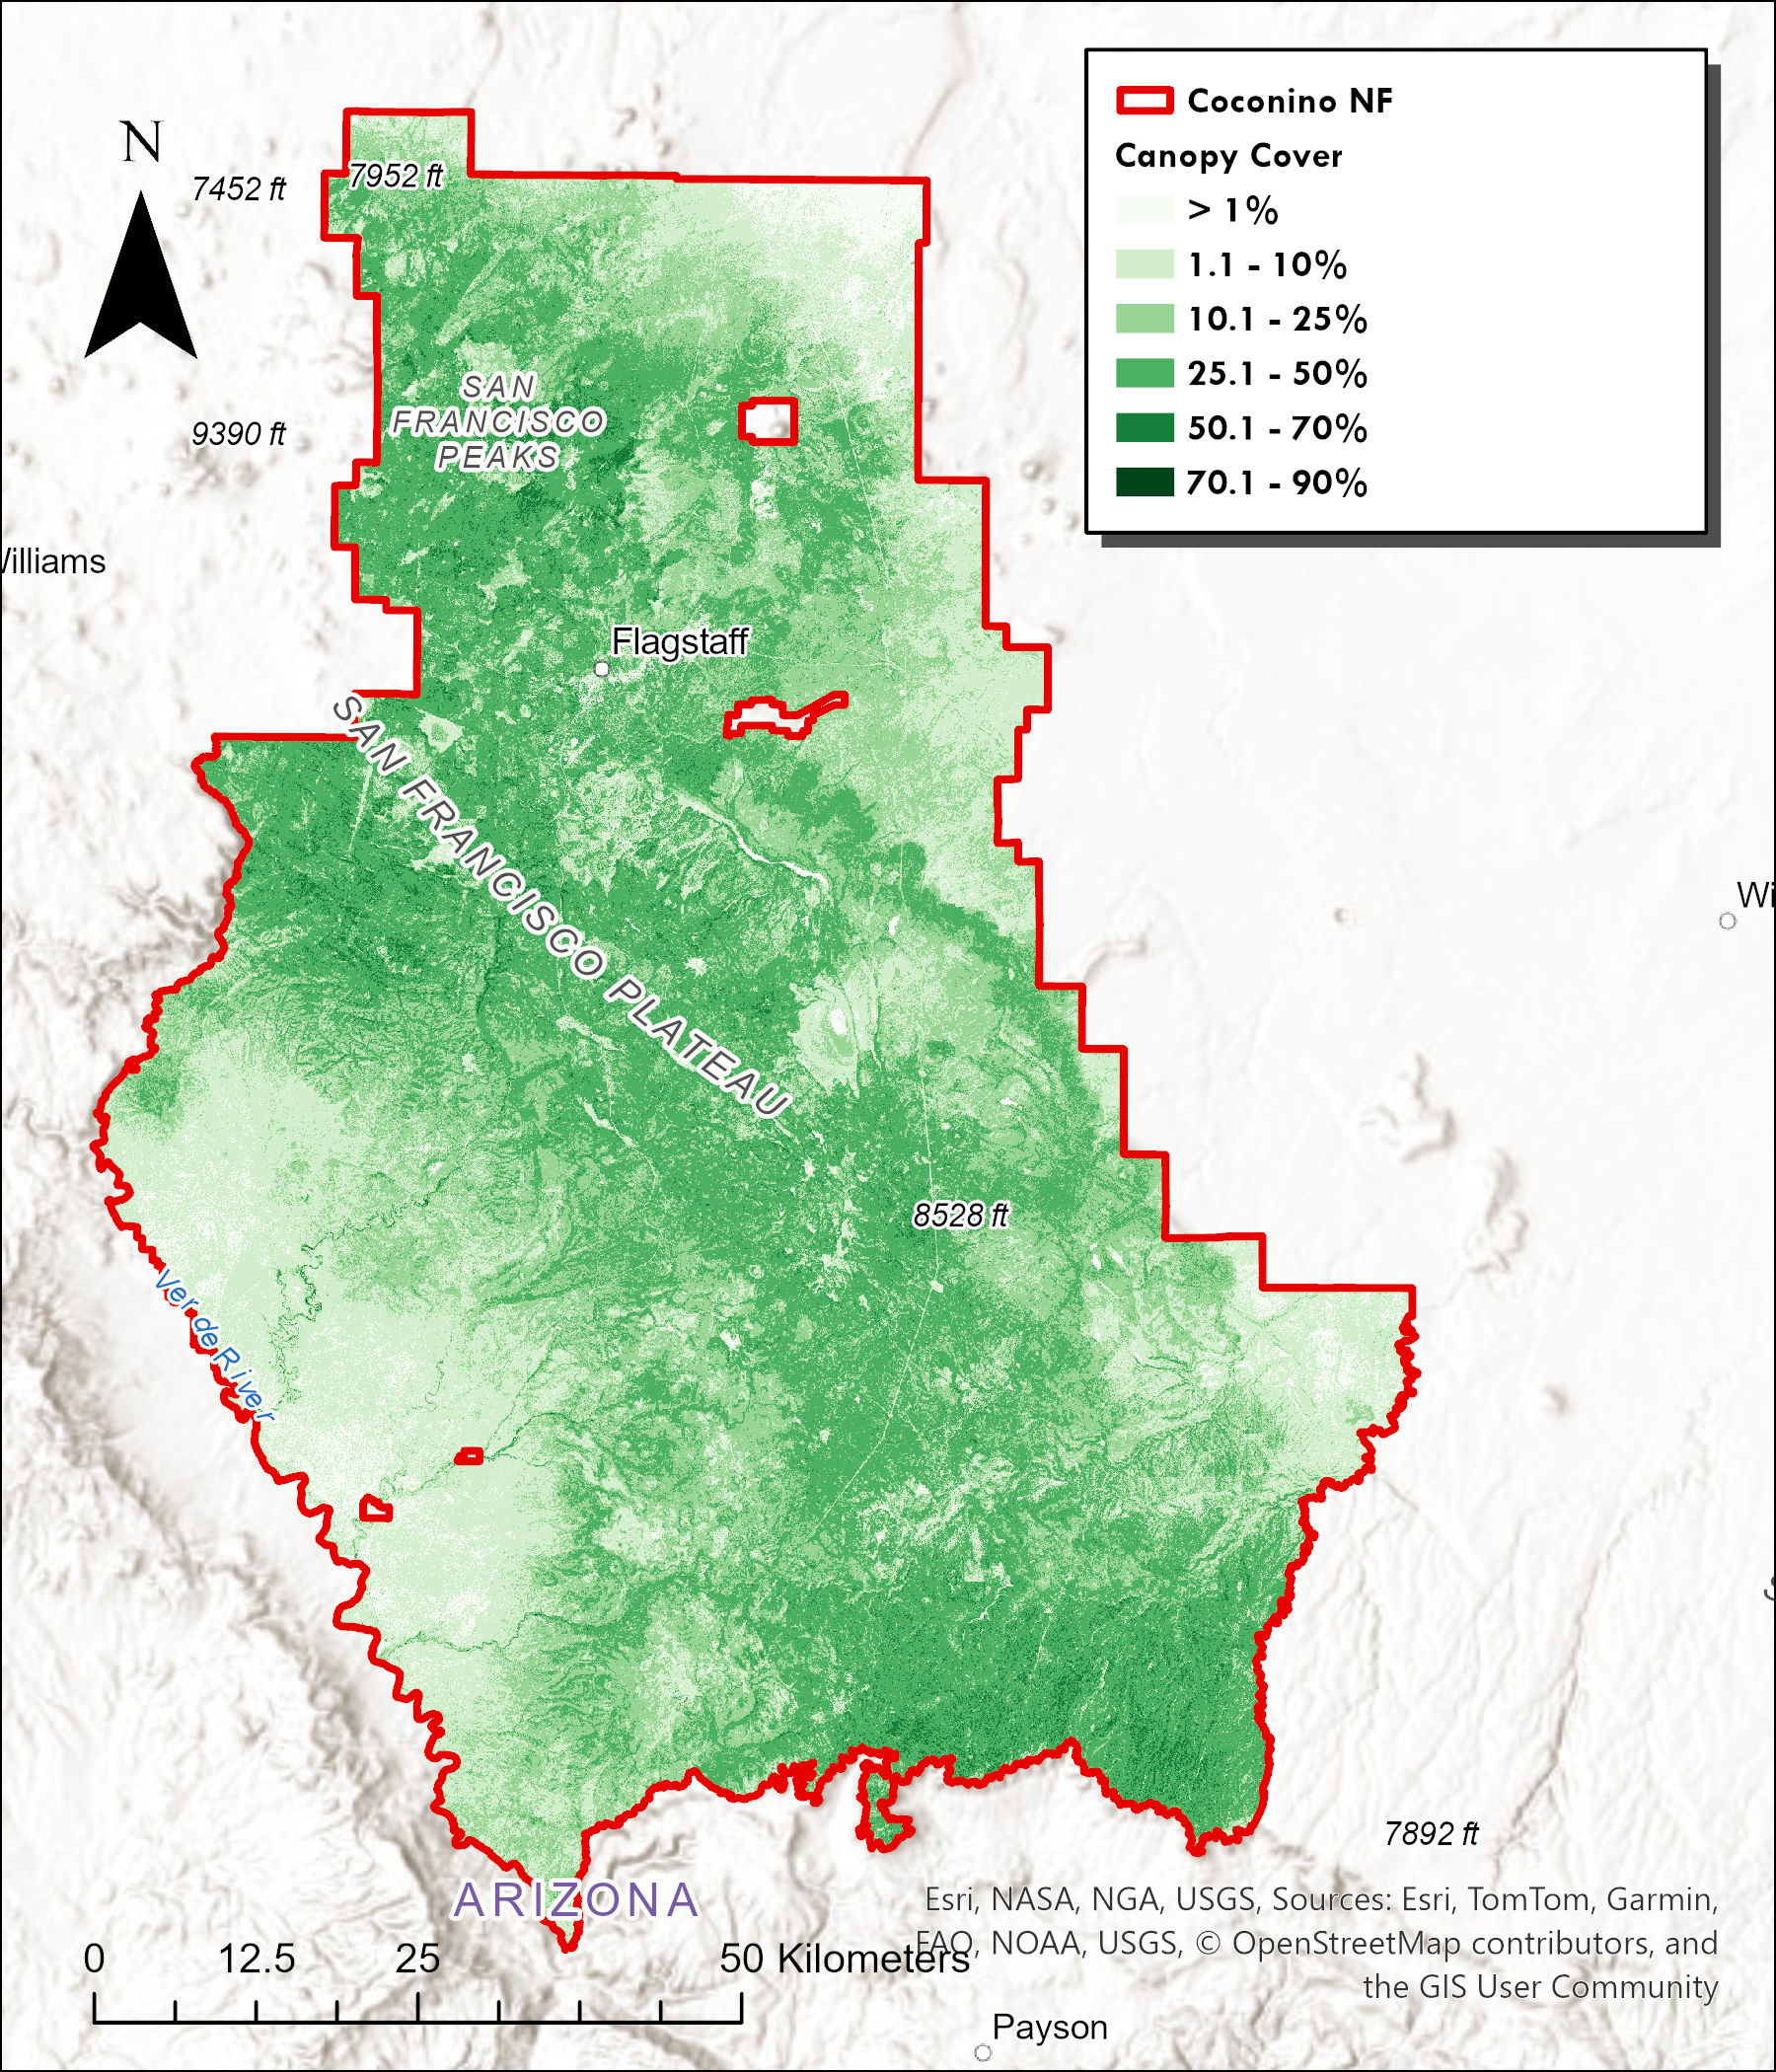 Coconino NF
Canopy Cover
> 1%
1.1 - 10%
10.1 - 25%
25.1 - 50%
50.1 - 70%
70.1 - 90%
N
7452 ft
7952 ft
SAN
FRANCISCO
PEAKS
9390 ft
Williams
Flagstaff
SAN FRANCISCO PLATEAU
Wi
8528 ft
Verde River
7892 ft
ARIZONA
Esri, NASA, NGA, USGS, Sources: Esri, TomTom, Garmin,
FAO, NOAA, USGS, © OpenStreetMap contributors, and
the GIS User Community
0 12.5 25 50 Kilometers
Payson